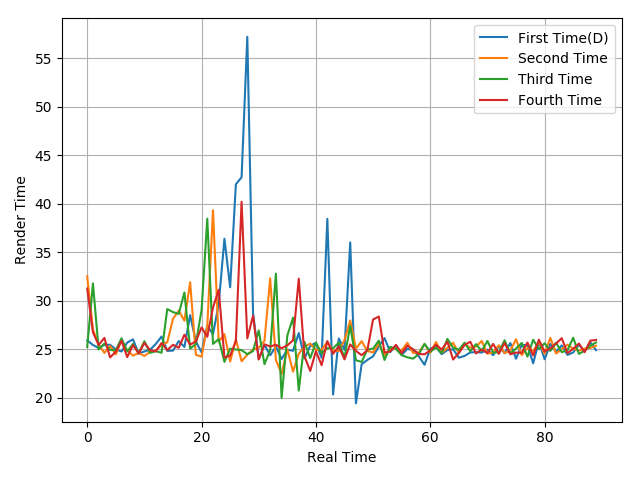 First Time(D)
Second Time
Third Time
Fourth Time
55
50
45
40
35
30
25
20
Render Time
0 20 40 60 80
Real Time